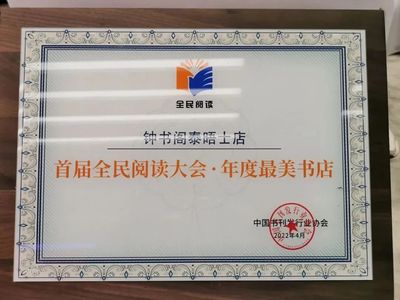 全民阅读
钟书阁泰晤士店
首届全民阅读大会·年度最美书店
中国书刊发行业协会
2022年4月